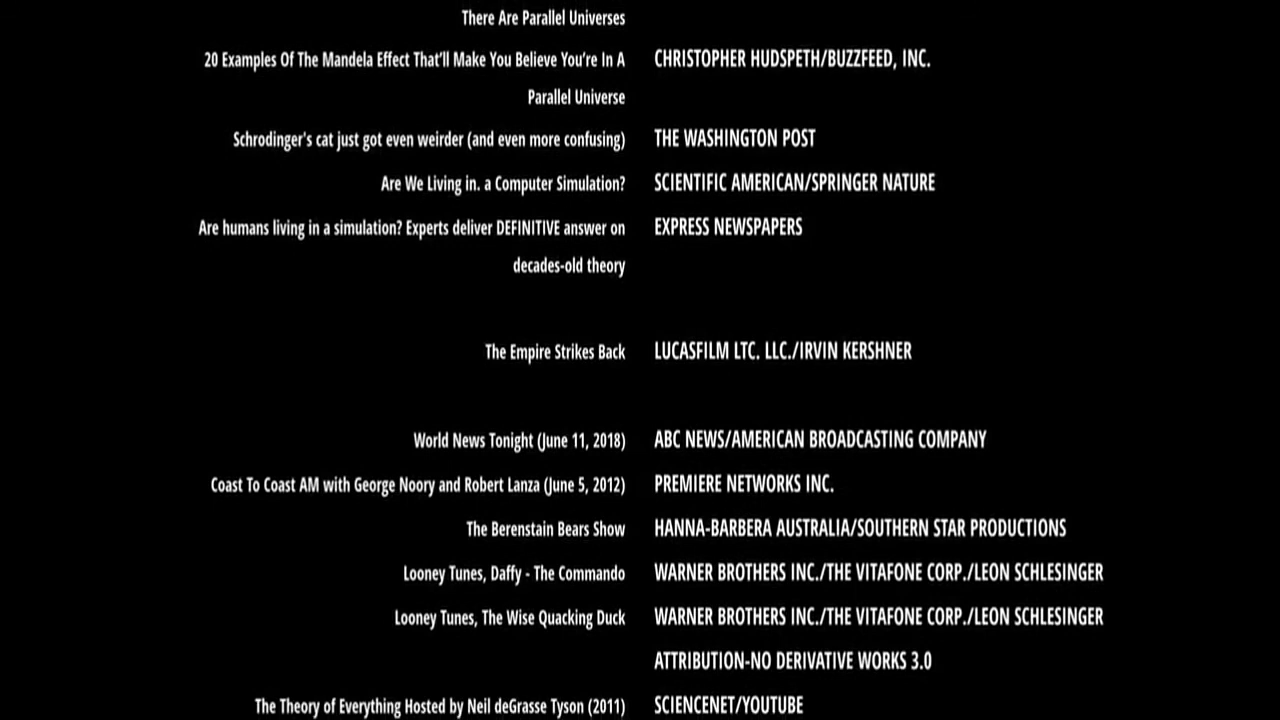 There Are Parallel Universes
20 Examples Of The Mandela Effect That’ll Make You Believe You’re In A CHRISTOPHER HUDSPETH/BUZZFEED, INC.
Parallel Universe
Schrodinger's cat just got even weirder (and even more confusing) THE WASHINGTON POST
Are We Living in. a Computer Simulation? SCIENTIFIC AMERICAN/SPRINGER NATURE
Are humans living in a simulation? Experts deliver DEFINITIVE answer on EXPRESS NEWSPAPERS
decades-old theory
The Empire Strikes Back LUCASFILM LTC. LLC./IRVIN KERSHNER
World News Tonight (June 11, 2018) ABC NEWS/AMERICAN BROADCASTING COMPANY
Coast To Coast AM with George Noory and Robert Lanza (June 5, 2012) PREMIERE NETWORKS INC.
The Berenstain Bears Show HANNA-BARBERA AUSTRALIA/SOUTHERN STAR PRODUCTIONS
Looney Tunes, Daffy - The Commando WARNER BROTHERS INC./THE VITAFONE CORP./LEON SCHLESINGER
Looney Tunes, The Wise Quacking Duck WARNER BROTHERS INC./THE VITAFONE CORP./LEON SCHLESINGER
ATTRIBUTION-NO DERIVATIVE WORKS 3.0
The Theory of Everything Hosted by Neil deGrasse Tyson (2011) SCIENCENET/YOUTUBE